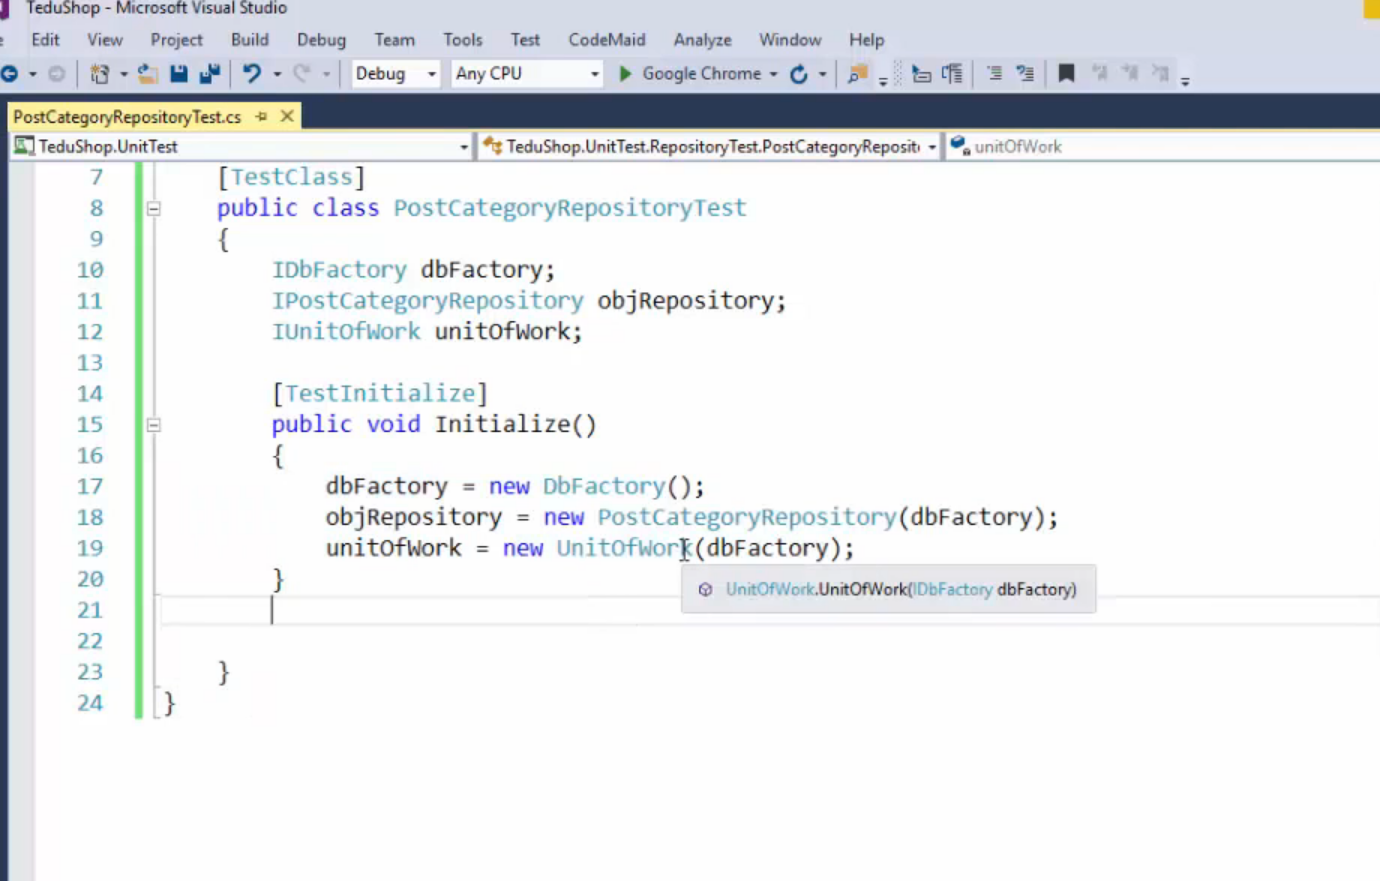 TeduShop - Microsoft Visual Studio
Edit View Project Build Debug Team Tools Test CodeMaid Analyze Window Help
Debug Any CPU Google Chrome
PostCategoryRepositoryTest.cs
TeduShop.UnitTest TeduShop.UnitTest.RepositoryTest.PostCategoryReposit unitOfWork
7 [TestClass]
8 public class PostCategoryRepositoryTest
9 {
10 IDbFactory dbFactory;
11 IPostCategoryRepository objRepository;
12 IUnitOfWork unitOfWork;
13
14 [TestInitialize]
15 public void Initialize()
16 {
17 dbFactory = new DbFactory();
18 objRepository = new PostCategoryRepository(dbFactory);
19 unitOfWork = new UnitOfWork(dbFactory);
20 }
UnitOfWork.UnitOfWork(IDbFactory dbFactory)
21
22
23 }
24 }